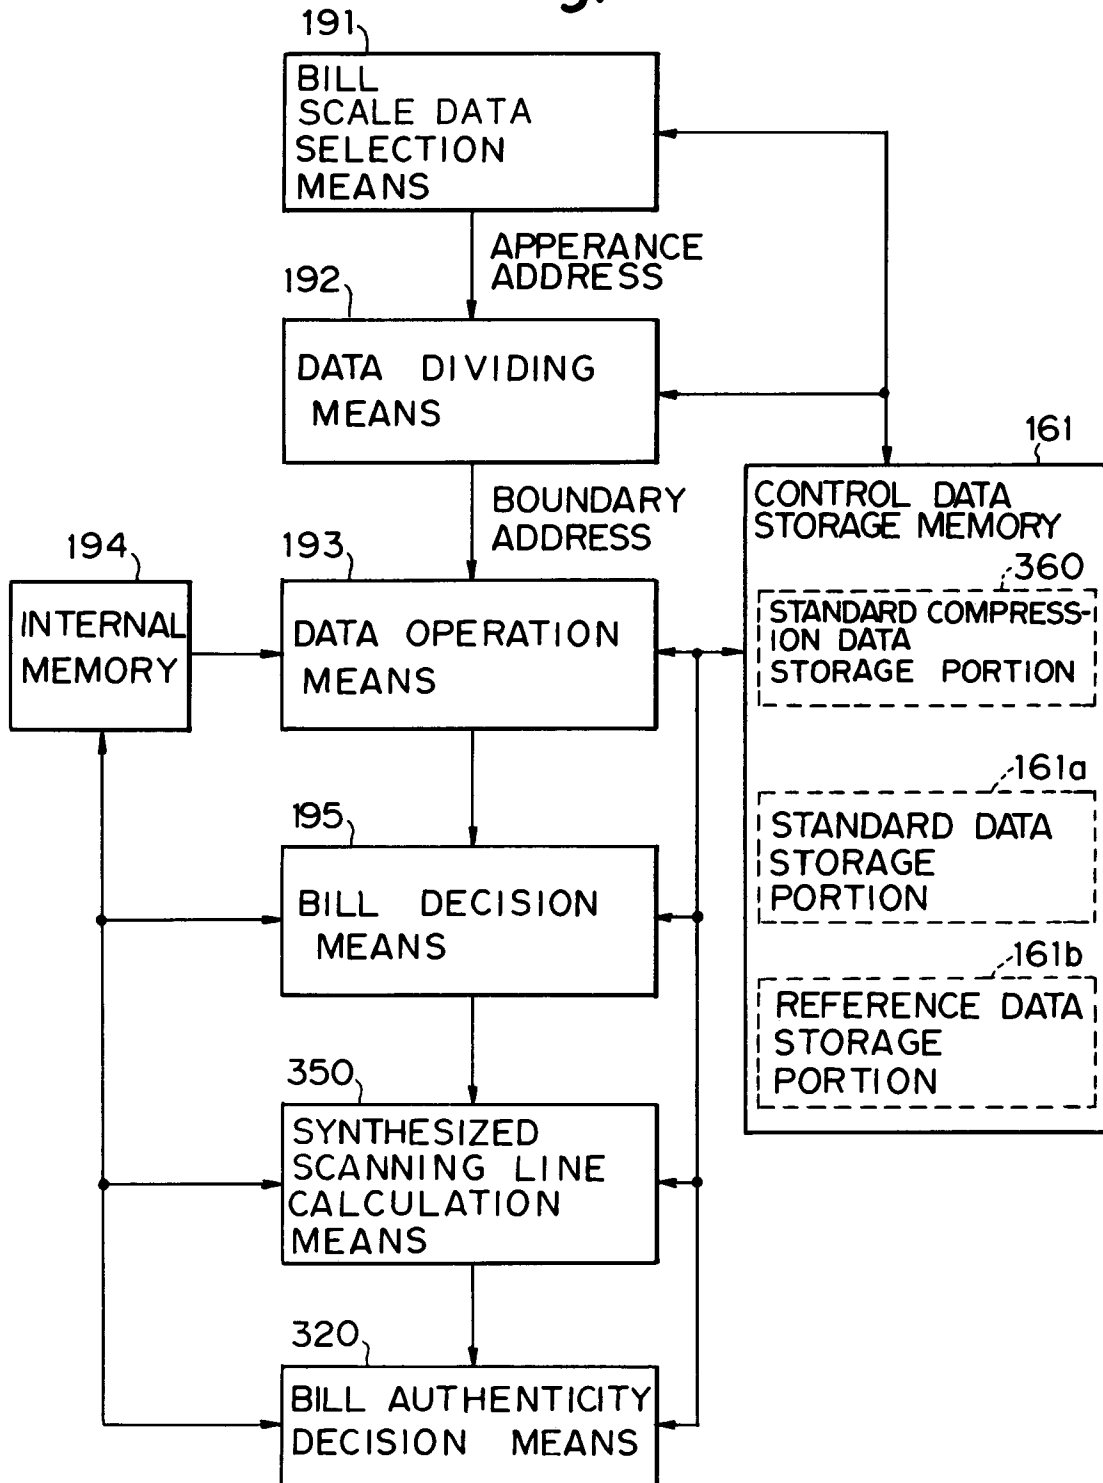 191
BILL
SCALE DATA
SELECTION
MEANS
APPERANCE
ADDRESS
192
DATA DIVIDING
MEANS
BOUNDARY
ADDRESS
161
CONTROL DATA
STORAGE MEMORY
360
STANDARD COMPRESS-
ION DATA
STORAGE PORTION
161a
STANDARD DATA
STORAGE
PORTION
161b
REFERENCE DATA
STORAGE
PORTION
194
INTERNAL
MEMORY
193
DATA OPERATION
MEANS
195
BILL DECISION
MEANS
350
SYNTHESIZED
SCANNING LINE
CALCULATION
MEANS
320
BILL AUTHENTICITY
DECISION MEANS